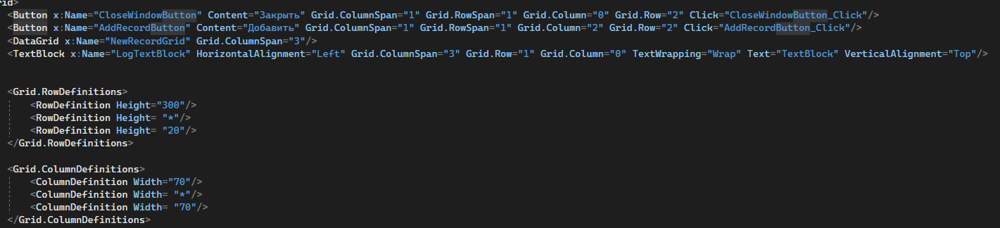 rid>
<Button x:Name="CloseWindowButton" Content="Закрыть" Grid.ColumnSpan="1" Grid.RowSpan="1" Grid.Column="0" Grid.Row="2" Click="CloseWindowButton_Click"/>
<Button x:Name="AddRecordButton" Content="Добавить" Grid.ColumnSpan="1" Grid.RowSpan="1" Grid.Column="2" Grid.Row="2" Click="AddRecordButton_Click"/>
<DataGrid x:Name="NewRecordGrid" Grid.ColumnSpan="3"/>
<TextBlock x:Name="LogTextBlock" HorizontalAlignment="Left" Grid.ColumnSpan="3" Grid.Row="1" Grid.Column="0" TextWrapping="Wrap" Text="TextBlock" VerticalAlignment="Top"/>
<Grid.RowDefinitions>
<RowDefinition Height="300"/>
<RowDefinition Height= "*"/>
<RowDefinition Height= "20"/>
</Grid.RowDefinitions>
<Grid.ColumnDefinitions>
<ColumnDefinition Width="70"/>
<ColumnDefinition Width= "*"/>
<ColumnDefinition Width= "70"/>
</Grid.ColumnDefinitions>